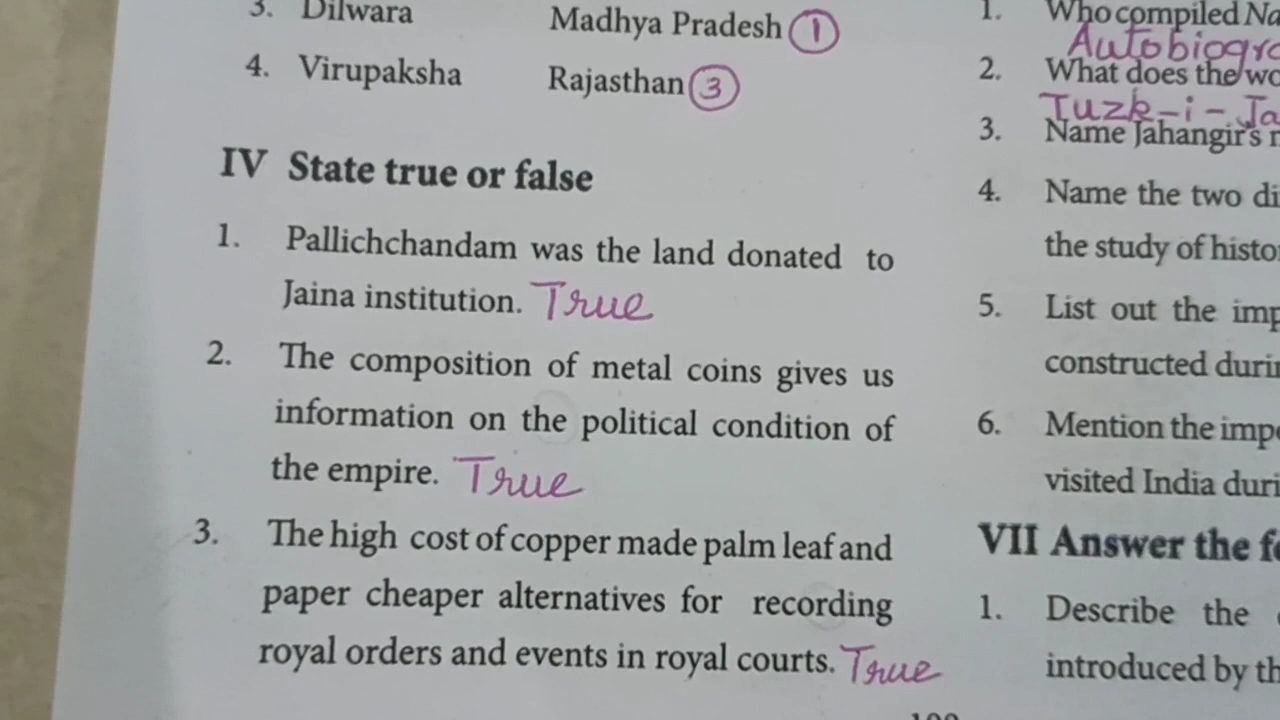 3. Dilwara Madhya Pradesh 1
4. Virupaksha Rajasthan 3
IV State true or false
1. Pallichchandam was the land donated to
Jaina institution. True
2. The composition of metal coins gives us
information on the political condition of
the empire. True
3. The high cost of copper made palm leaf and
paper cheaper alternatives for recording
royal orders and events in royal courts. True
1. Who compiled
2. What does the
Tuzk-i-
3. Name Jahangir's
4. Name the two
the study of
5. List out the
constructed
6. Mention the
visited India
VII Answer the
1. Describe the
introduced by